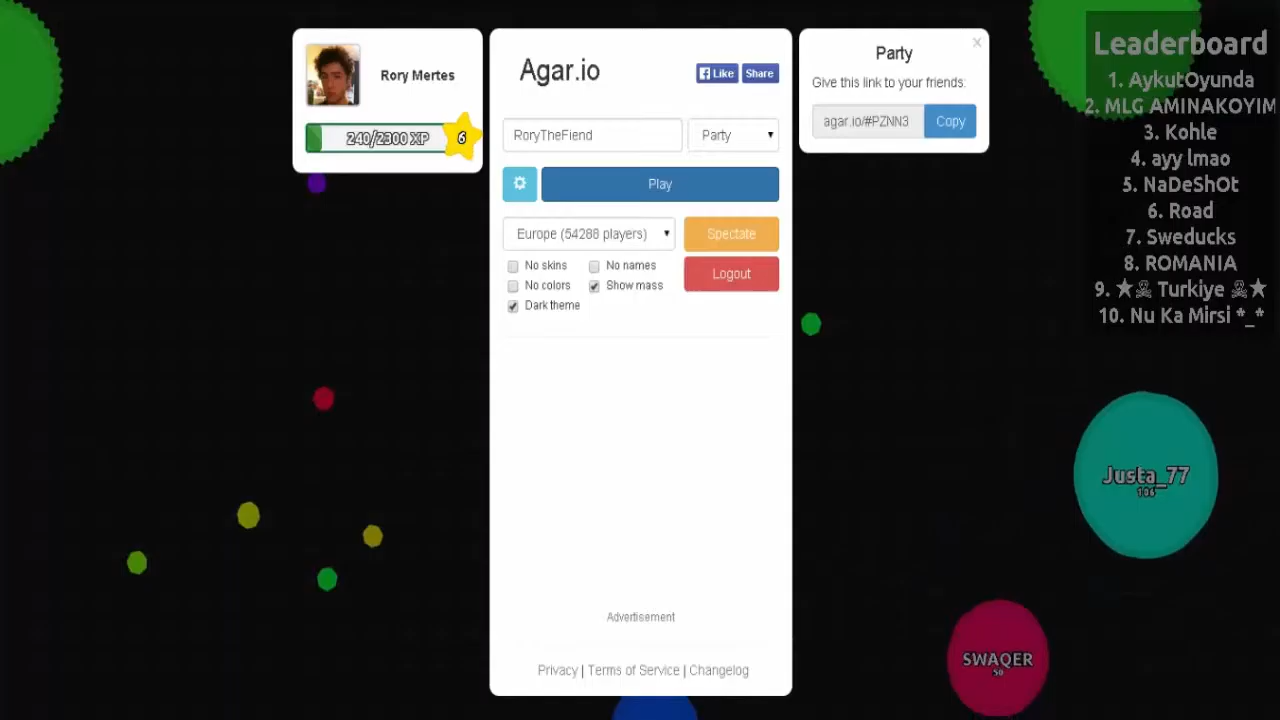 Rory Mertes
240/2300 XP
6
Agar.io
Like
Share
RoryTheFiend
Party
Play
Europe (54288 players)
Spectate
No skins
No names
Logout
No colors
Show mass
Dark theme
Advertisement
Privacy | Terms of Service | Changelog
Party
×
Give this link to your friends:
agar.io/#PZNN3
Copy
Leaderboard
1. AykutOyunda
2. MLG AMINAKOYIM
3. Kohle
4. ayy lmao
5. NaDeShOt
6. Road
7. Sweducks
8. ROMANIA
9. ★☠ Turkiye ☠★
10. Nu Ka Mirsi *_*
Justa_77
106
SWAQER
50